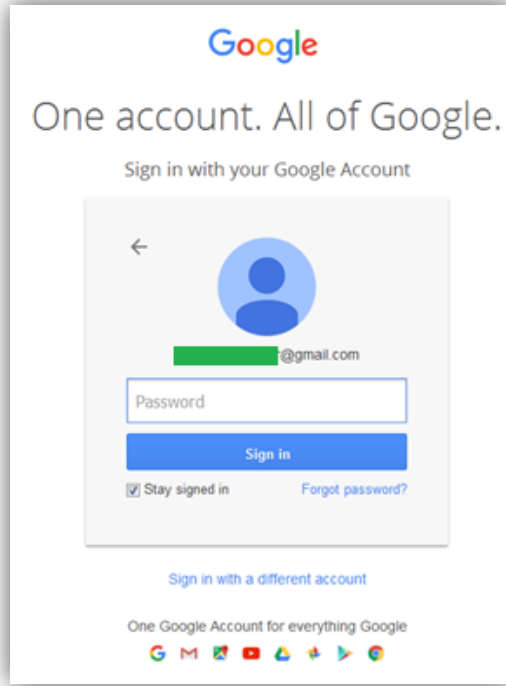 Google
One account. All of Google.
Sign in with your Google Account
@gmail.com
Password
Sign in
Stay signed in Forgot password?
Sign in with a different account
One Google Account for everything Google